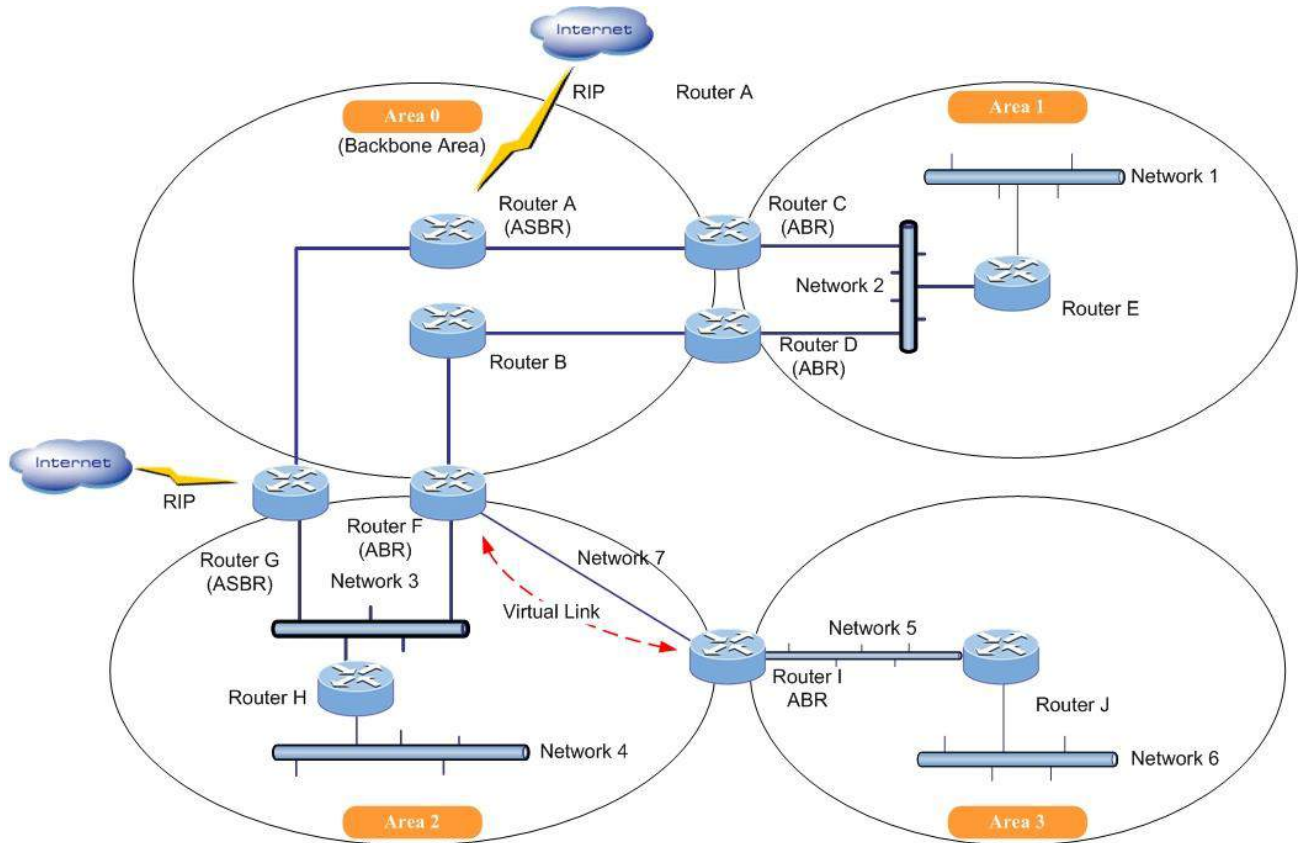 Internet
RIP
Router A
Area 0
(Backbone Area)
Area 1
Network 1
Router A
(ASBR)
Router C
(ABR)
Network 2
Router E
Router B
Router D
(ABR)
Internet
RIP
Router G
(ASBR)
Router F
(ABR)
Network 3
Network 7
Virtual Link
Network 5
Router I
ABR
Router J
Router H
Network 4
Network 6
Area 2
Area 3